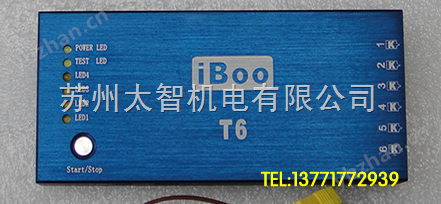 POWER LED
TEST LED
LED4
LED1
Start/Stop
iBoo
T6
1 K
2 K
3 K
4 K
5 K
6 K
苏州太智机电有限公司
TEL:13771772939